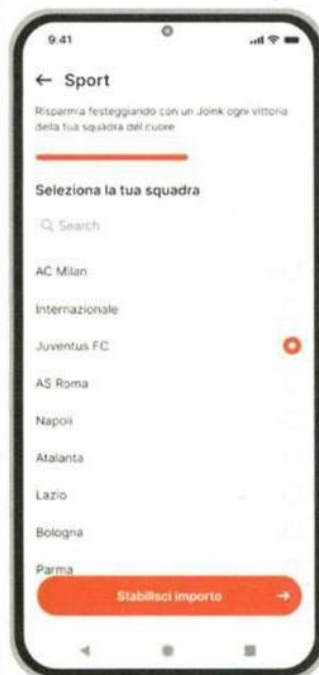 9:41
← Sport
Risparmia festeggiando con un Joink ogni vittoria
della tua squadra del cuore
Seleziona la tua squadra
Search
AC Milan
Internazionale
Juventus FC
AS Roma
Napoli
Atalanta
Lazio
Bologna
Parma
Stabilisci importo →